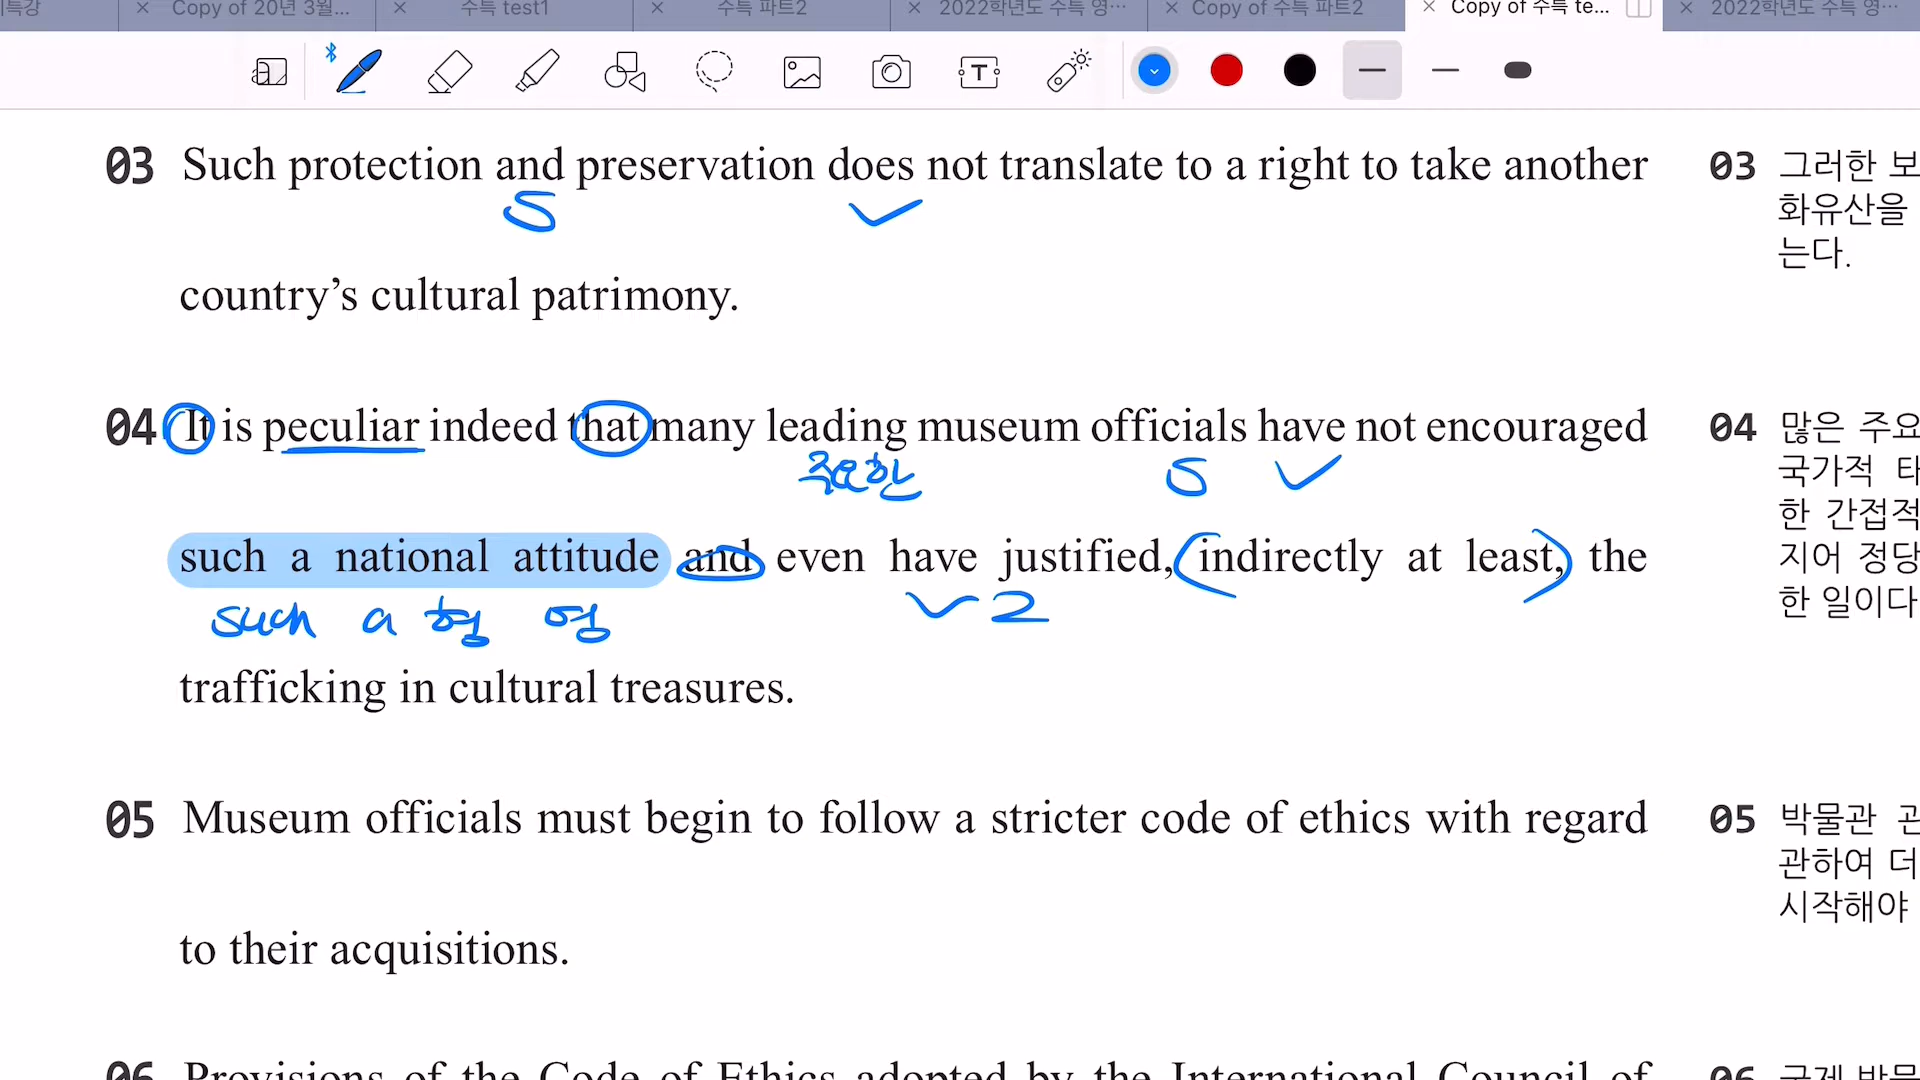 특강
Copy of 20년 3월...
수특 test1
수특 파트2
2022학년도 수특 영...
Copy of 수특 파트2
Copy of 수특 te...
2022학년도 수특 영...
T
03 Such protection and preservation does not translate to a right to take another
S
country's cultural patrimony.
04 It is peculiar indeed that many leading museum officials have not encouraged
주요한 S
such a national attitude and even have justified, indirectly at least, the
such a 형 명 2
trafficking in cultural treasures.
05 Museum officials must begin to follow a stricter code of ethics with regard
to their acquisitions.
06 Provisions of the Code of Ethics adopted by the International Council of
03 그러한 보
화유산을
는다.
04 많은 주요
국가적 태
한 간접적
지어 정당
한 일이다
05 박물관 관
관하여 더
시작해야
06 국제 박물